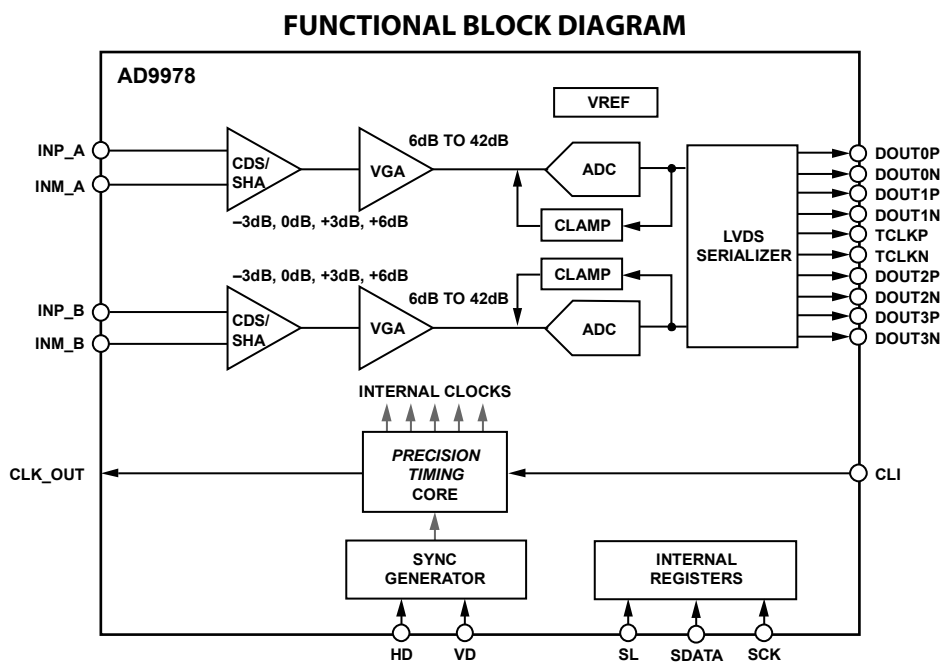 FUNCTIONAL BLOCK DIAGRAM
AD9978
VREF
INP_A
INM_A
CDS/
SHA
–3dB, 0dB, +3dB, +6dB
VGA
6dB TO 42dB
ADC
CLAMP
LVDS
SERIALIZER
DOUT0P
DOUT0N
DOUT1P
DOUT1N
TCLKP
TCLKN
DOUT2P
DOUT2N
DOUT3P
DOUT3N
–3dB, 0dB, +3dB, +6dB
INP_B
INM_B
CDS/
SHA
VGA
6dB TO 42dB
CLAMP
ADC
INTERNAL CLOCKS
CLK_OUT
PRECISION
TIMING
CORE
CLI
SYNC
GENERATOR
INTERNAL
REGISTERS
HD
VD
SL
SDATA
SCK